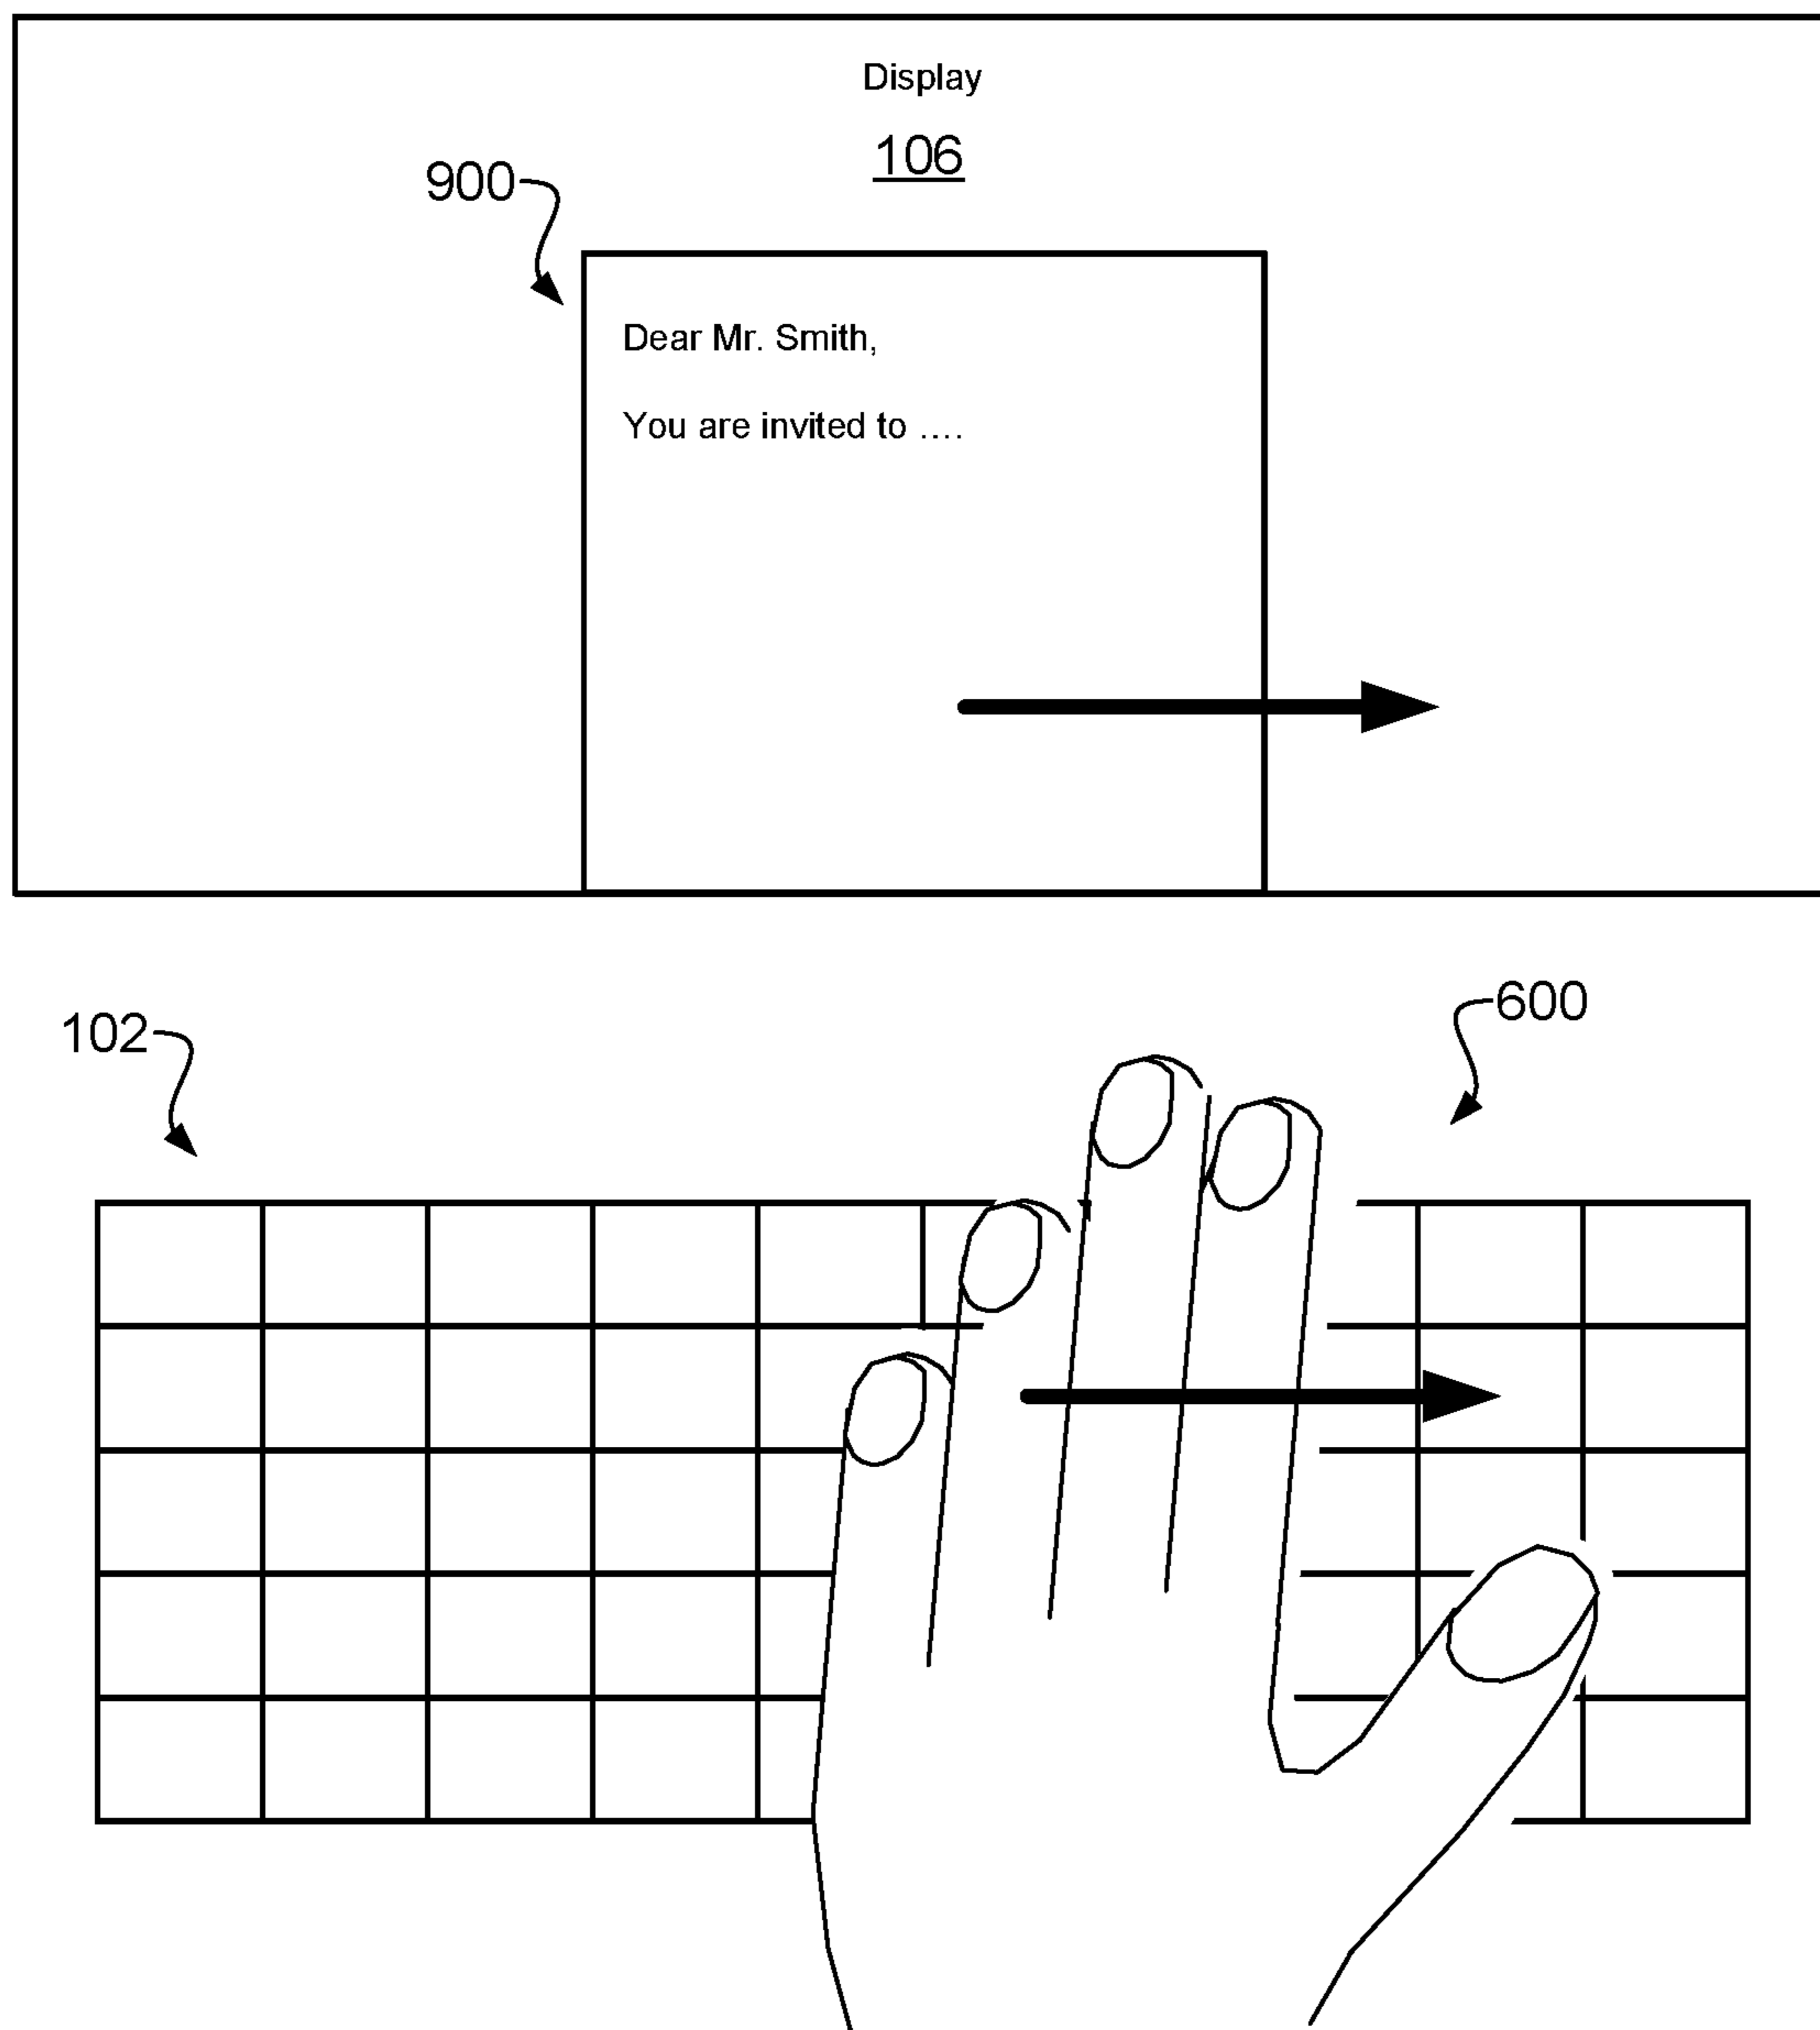 Display
106
900
Dear Mr. Smith,
You are invited to ....
102
600